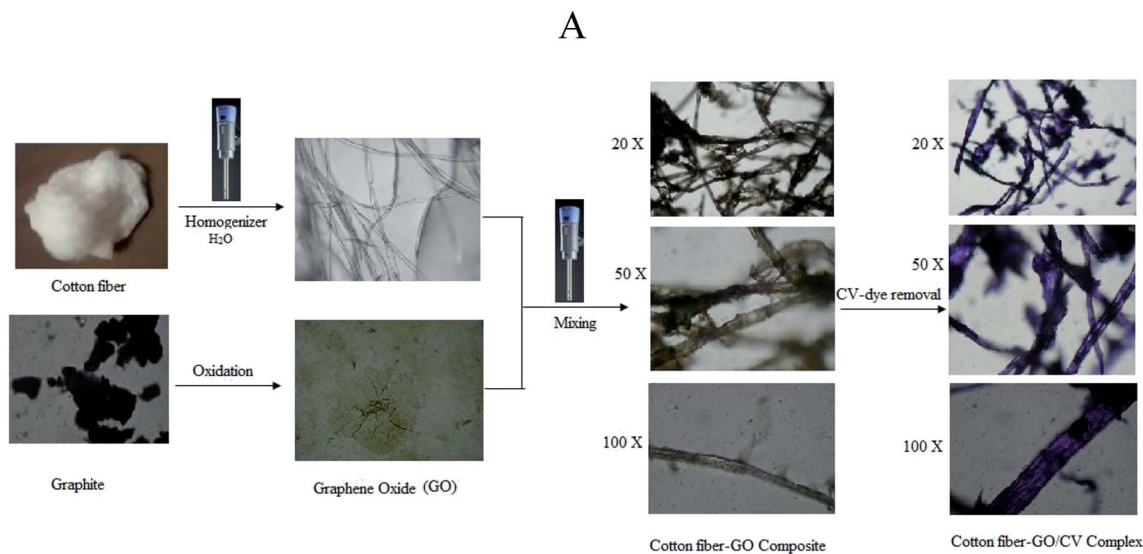 A
20 X
20 X
Homogenizer
H₂O
Cotton fiber
50 X
50 X
CV-dye removal
Mixing
Oxidation
100 X
100 X
Graphite
Graphene Oxide (GO)
Cotton fiber-GO Composite
Cotton fiber-GO/CV Complex